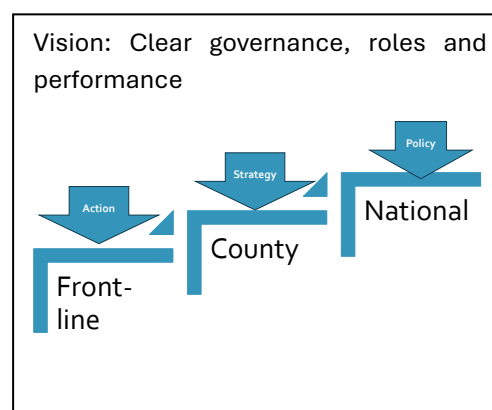 Vision: Clear governance, roles and
performance
Policy
Strategy
Action
National
County
Front-
line